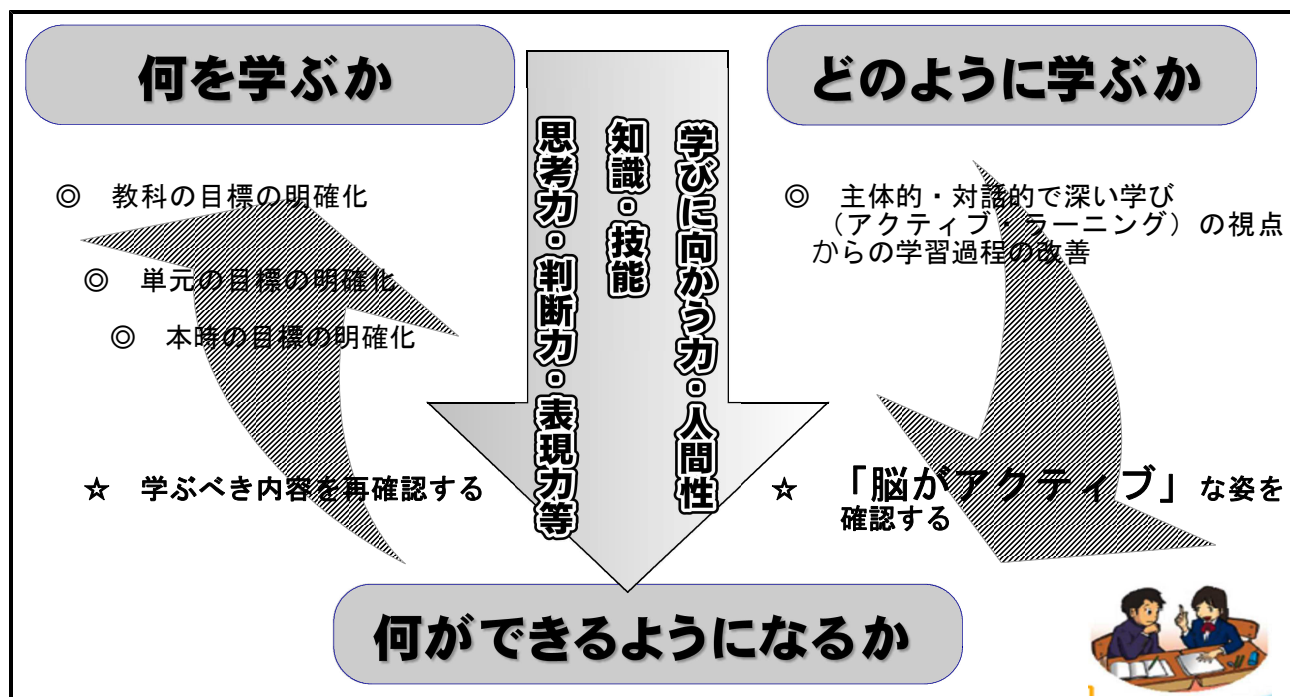 何を学ぶか
◎ 教科の目標の明確化
◎ 単元の目標の明確化
◎ 本時の目標の明確化
☆ 学ぶべき内容を再確認する
学びに向かう力・人間性
知識・技能
思考力・判断力・表現力等
どのように学ぶか
◎ 主体的・対話的で深い学び
（アクティブ・ラーニング）の視点
からの学習過程の改善
☆ 「脳がアクティブ」な姿を
確認する
何ができるようになるか